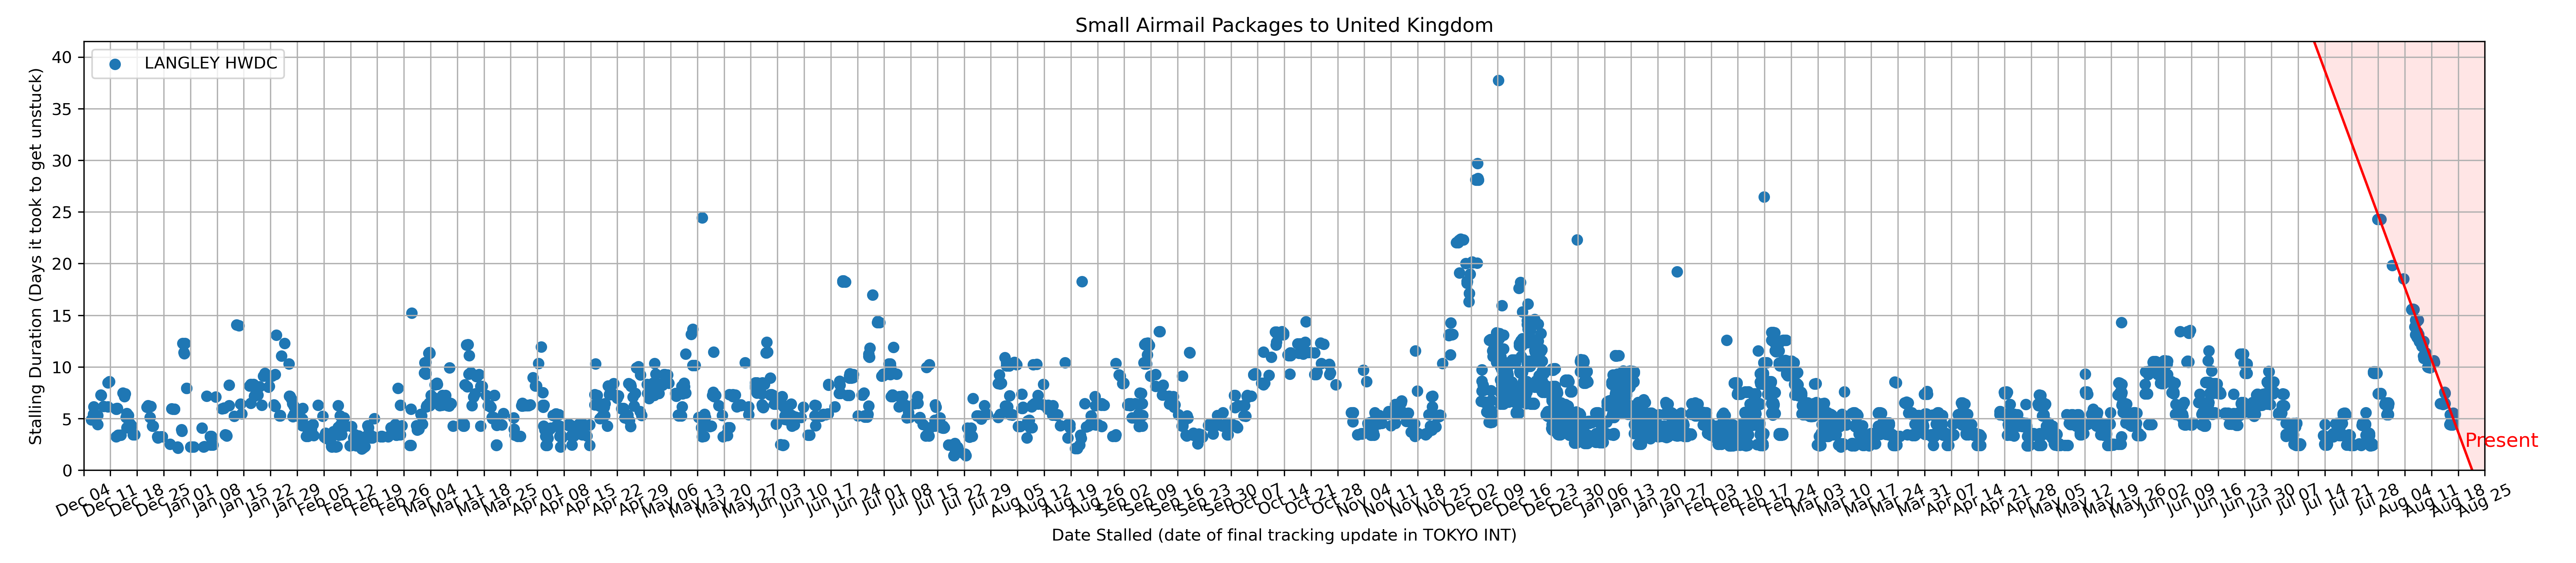 Small Airmail Packages to United Kingdom
LANGLEY HWDC
Stalling Duration (Days it took to get unstuck)
40
35
30
25
20
15
10
5
0
Present
Dec 04 Dec 11 Dec 18 Dec 25 Jan 01 Jan 08 Jan 15 Jan 22 Jan 29 Feb 05 Feb 12 Feb 19 Feb 26 Mar 04 Mar 11 Mar 18 Mar 25 Apr 01 Apr 08 Apr 15 Apr 22 Apr 29 May 06 May 13 May 20 May 27 Jun 03 Jun 10 Jun 17 Jun 24 Jul 01 Jul 08 Jul 15 Jul 22 Jul 29 Aug 05 Aug 12 Aug 19 Aug 26 Sep 02 Sep 09 Sep 16 Sep 23 Sep 30 Oct 07 Oct 14 Oct 21 Oct 28 Nov 04 Nov 11 Nov 18 Nov 25 Dec 02 Dec 09 Dec 16 Dec 23 Dec 30 Jan 06 Jan 13 Jan 20 Jan 27 Feb 03 Feb 10 Feb 17 Feb 24 Mar 03 Mar 10 Mar 17 Mar 24 Mar 31 Apr 07 Apr 14 Apr 21 Apr 28 May 05 May 12 May 19 May 26 Jun 02 Jun 09 Jun 16 Jun 23 Jun 30 Jul 07 Jul 14 Jul 21 Jul 28 Aug 04 Aug 11 Aug 18 Aug 25
Date Stalled (date of final tracking update in TOKYO INT)